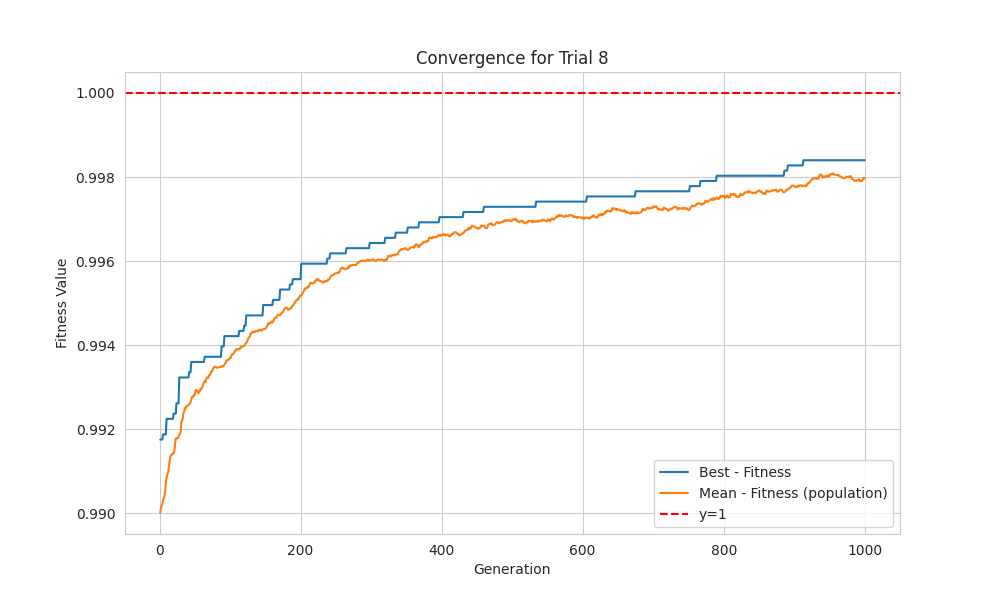 Convergence for Trial 8
Fitness Value
1.000
0.998
0.996
0.994
0.992
0.990
0 200 400 600 800 1000
Generation
Best - Fitness
Mean - Fitness (population)
y=1